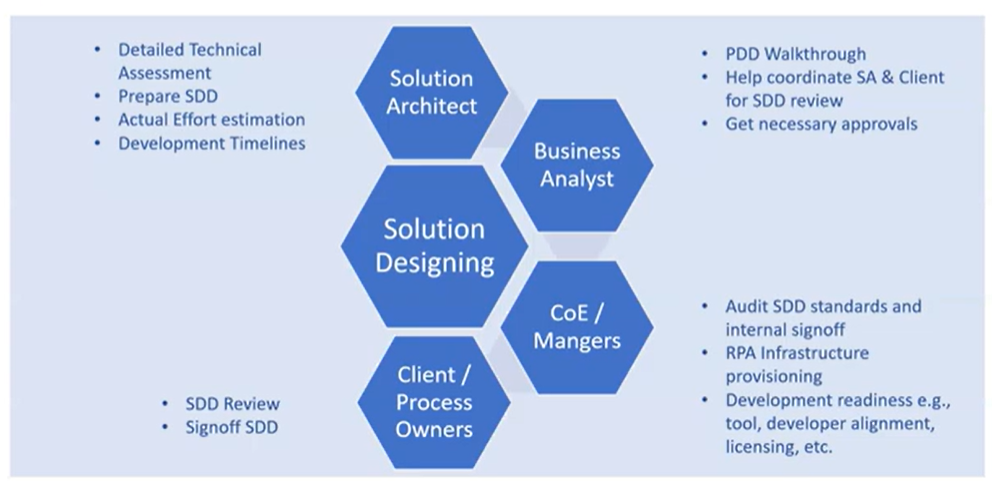 • Detailed Technical
Assessment
• Prepare SDD
• Actual Effort estimation
• Development Timelines
Solution
Architect
• PDD Walkthrough
• Help coordinate SA & Client
for SDD review
• Get necessary approvals
Business
Analyst
Solution
Designing
CoE /
Mangers
• Audit SDD standards and
internal signoff
• RPA Infrastructure
provisioning
• Development readiness e.g.,
tool, developer alignment,
licensing, etc.
Client /
Process
Owners
• SDD Review
• Signoff SDD